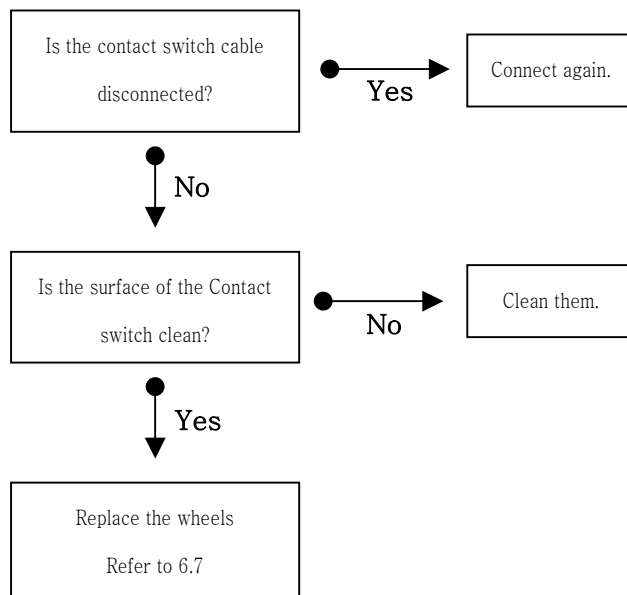 Is the contact switch cable
disconnected?
Yes
Connect again.
No
Is the surface of the Contact
switch clean?
No
Clean them.
Yes
Replace the wheels
Refer to 6.7